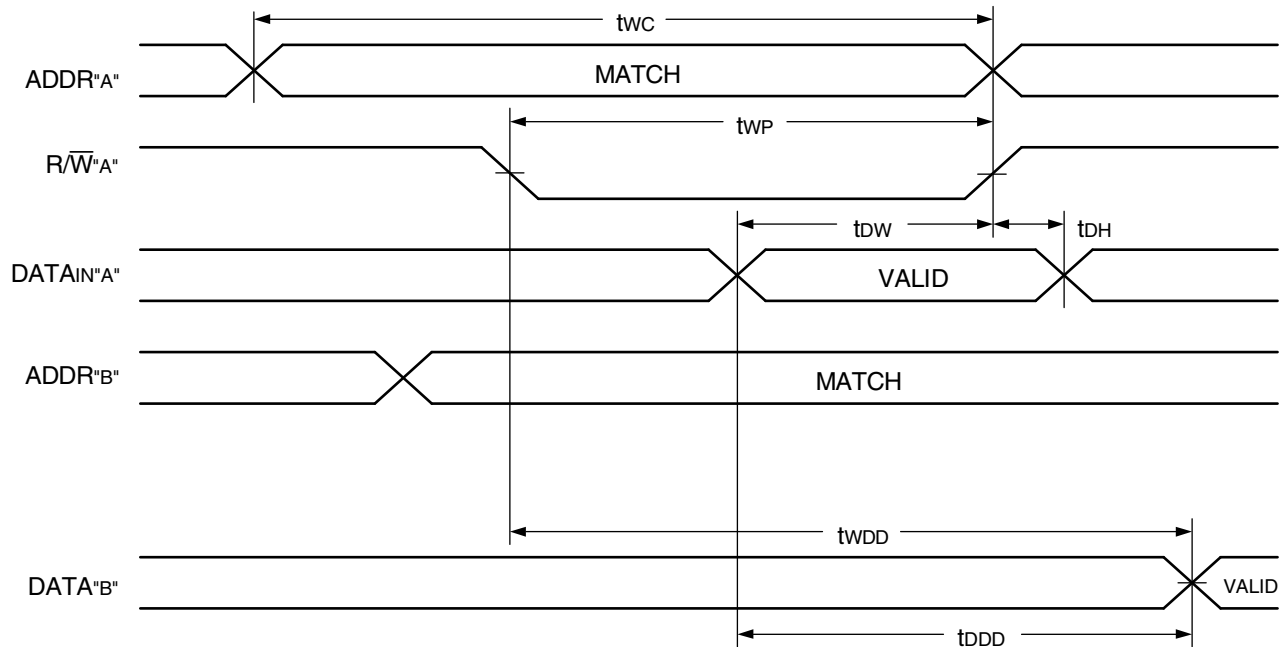 tWC
ADDR"A"
MATCH
tWP
R/W̅"A"
tDW
tDH
DATAIN"A"
VALID
ADDR"B"
MATCH
tWDD
DATA"B"
VALID
tDDD